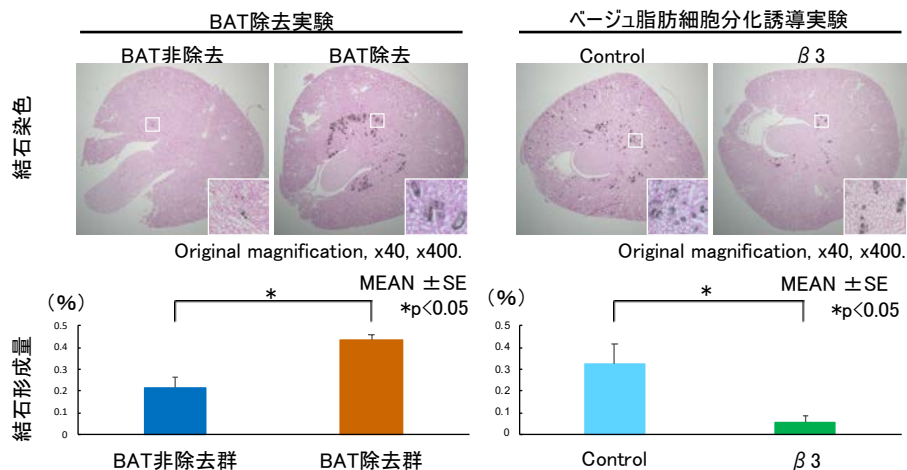 BAT除去実験
ベージュ脂肪細胞分化誘導実験
BAT非除去
BAT除去
Control
β3
結石染色
Original magnification, x40, x400.
Original magnification, x40, x400.
(%)
*
MEAN ±SE
*p<0.05
(%)
*
MEAN ±SE
*p<0.05
結石形成量
0.5
0.4
0.3
0.2
0.1
0
BAT非除去群
BAT除去群
0.5
0.4
0.3
0.2
0.1
0
Control
β3